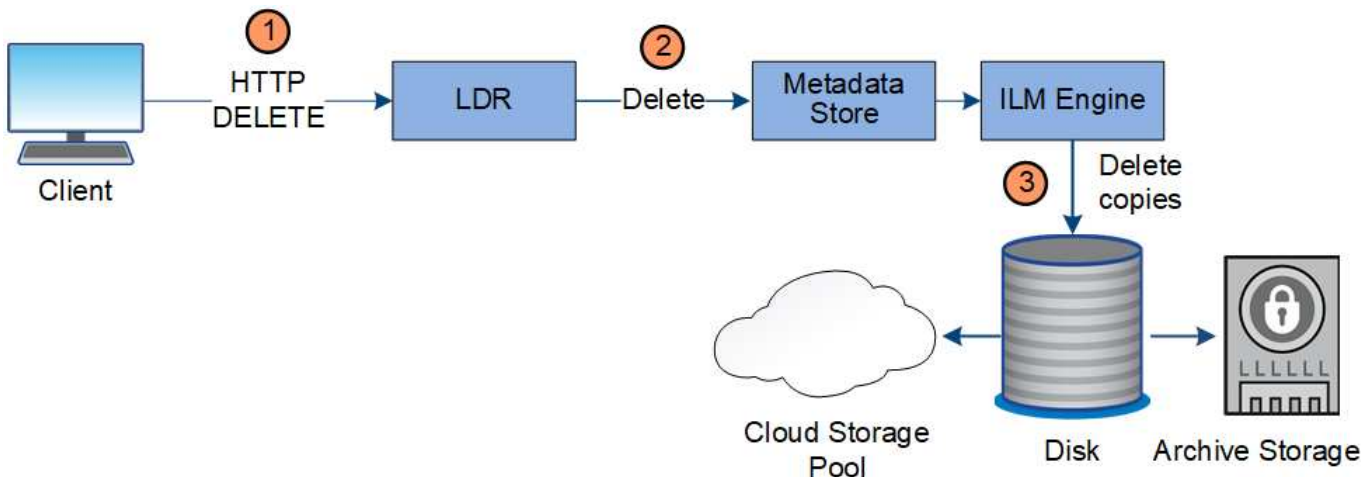 1
HTTP
DELETE
Client
LDR
2
Delete
Metadata
Store
ILM Engine
3
Delete
copies
Cloud Storage
Pool
Disk
LLLLLL
Archive Storage